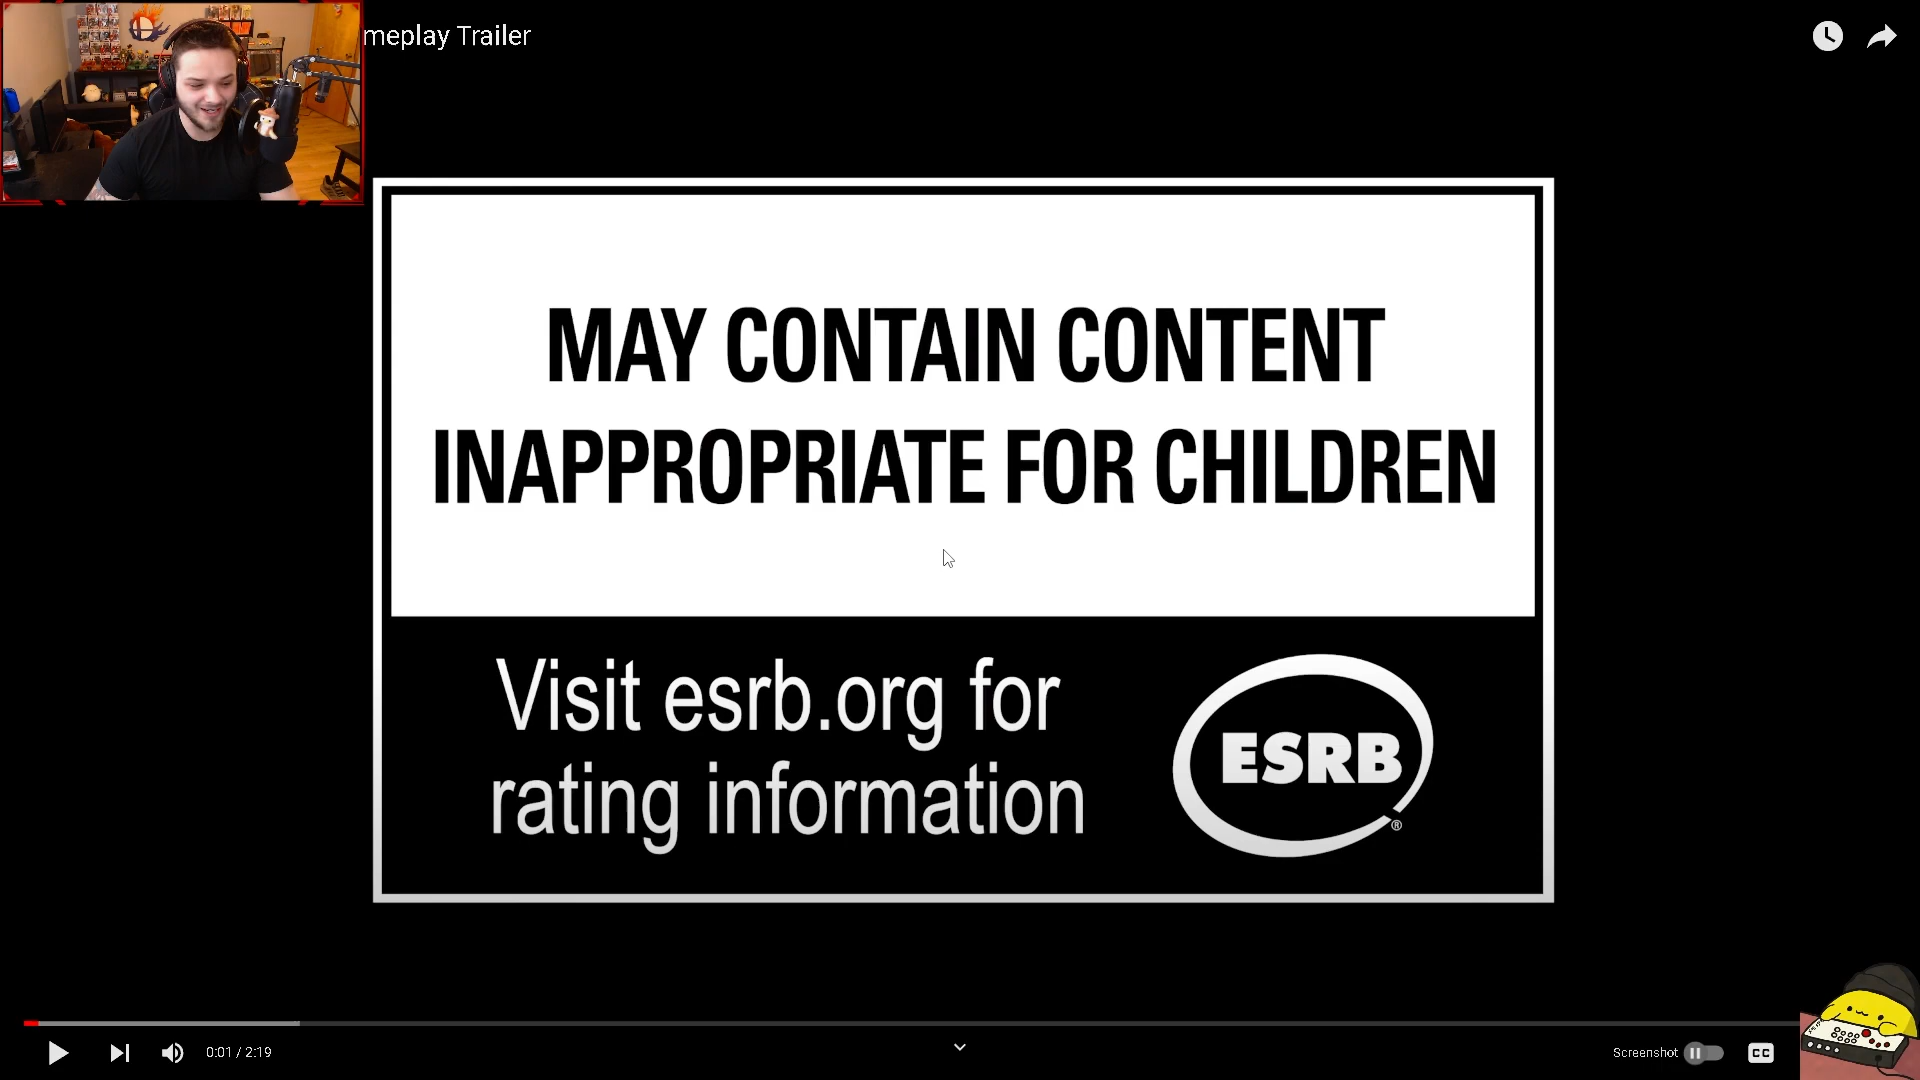 meplay Trailer
MAY CONTAIN CONTENT
INAPPROPRIATE FOR CHILDREN
Visit esrb.org for
rating information
ESRB
®
0:01 / 2:19
Screenshot
CC